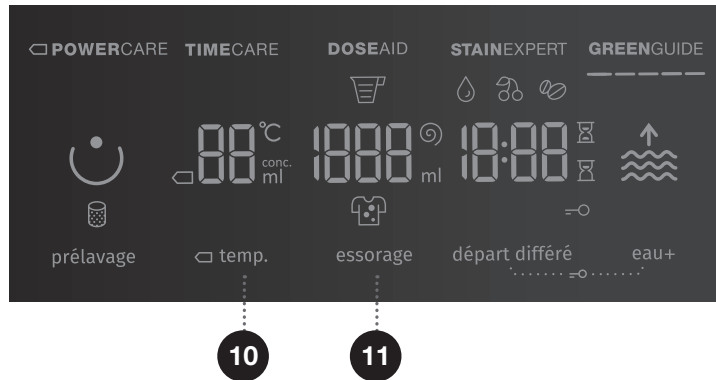 POWERCARE TIMECARE DOSEAID STAINEXPERT GREENGUIDE
88 °C 1888 18:88
conc.
ml ml
prélavage temp. essorage départ différé eau+
10 11